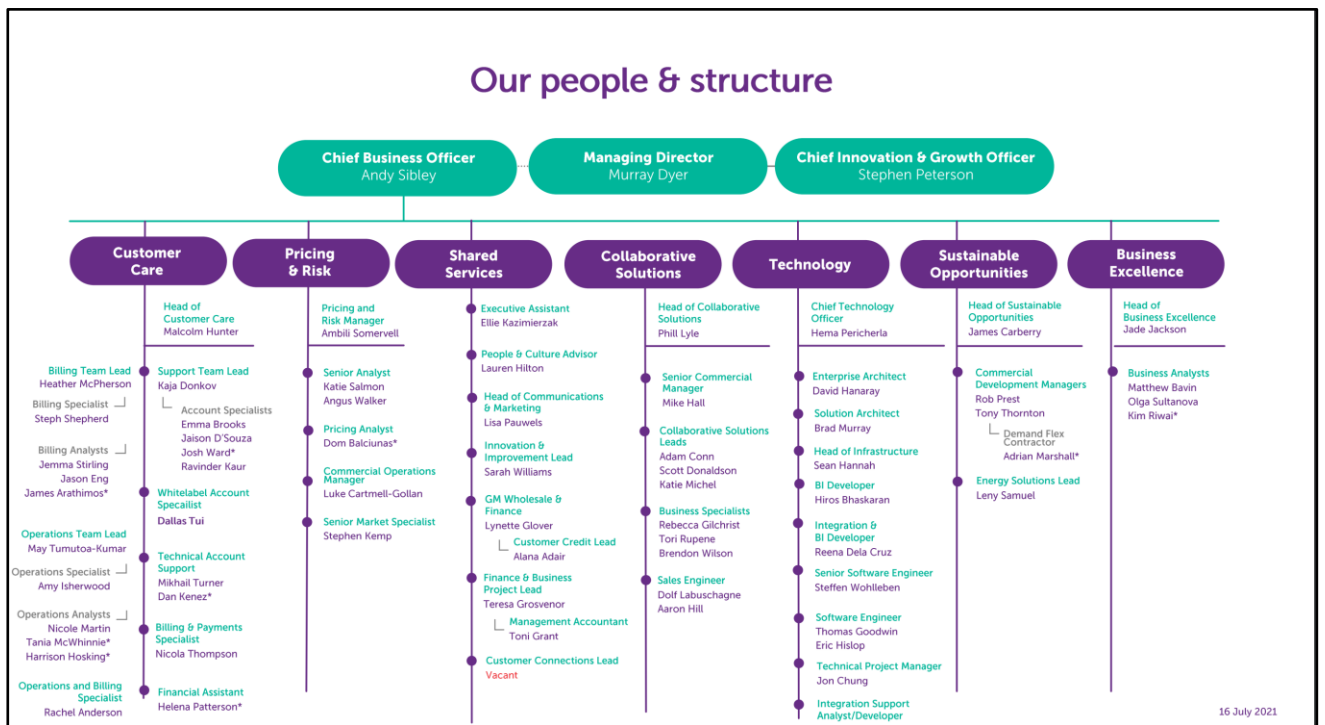 Our people & structure
Chief Business Officer
Andy Sibley
Managing Director
Murray Dyer
Chief Innovation & Growth Officer
Stephen Peterson
Customer
Care
Pricing
& Risk
Shared
Services
Collaborative
Solutions
Technology
Sustainable
Opportunities
Business
Excellence
Head of
Customer Care
Malcolm Hunter
Billing Team Lead
Heather McPherson
Billing Specialist
Steph Shepherd
Billing Analysts
Jemma Stirling
Jason Eng
James Arathimos*
Operations Team Lead
May Tumutoa-Kumar
Operations Specialist
Amy Isherwood
Operations Analysts
Nicole Martin
Tania McWhinnie*
Harrison Hosking*
Operations and Billing
Specialist
Rachel Anderson
Support Team Lead
Kaja Donkov
Account Specialists
Emma Brooks
Jaison D'Souza
Josh Ward*
Ravinder Kaur
Whitelabel Account
Specailist
Dallas Tui
Technical Account
Support
Mikhail Turner
Dan Kenez*
Billing & Payments
Specialist
Nicola Thompson
Financial Assistant
Helena Patterson*
Pricing and
Risk Manager
Ambili Somervell
Senior Analyst
Katie Salmon
Angus Walker
Pricing Analyst
Dom Balciunas*
Commercial Operations
Manager
Luke Cartmell-Gollan
Senior Market Specialist
Stephen Kemp
Executive Assistant
Ellie Kazimierzak
People & Culture Advisor
Lauren Hilton
Head of Communications
& Marketing
Lisa Pauwels
Innovation &
Improvement Lead
Sarah Williams
GM Wholesale &
Finance
Lynette Glover
Customer Credit Lead
Alana Adair
Finance & Business
Project Lead
Teresa Grosvenor
Management Accountant
Toni Grant
Customer Connections Lead
Vacant
Head of Collaborative
Solutions
Phill Lyle
Senior Commercial
Manager
Mike Hall
Collaborative Solutions
Leads
Adam Conn
Scott Donaldson
Katie Michel
Business Specialists
Rebecca Gilchrist
Tori Rupene
Brendon Wilson
Sales Engineer
Dolf Labuschagne
Aaron Hill
Chief Technology
Officer
Hema Pericherla
Enterprise Architect
David Hanaray
Solution Architect
Brad Murray
Head of Infrastructure
Sean Hannah
BI Developer
Hiros Bhaskaran
Integration &
BI Developer
Reena Dela Cruz
Senior Software Engineer
Steffen Wohlleben
Software Engineer
Thomas Goodwin
Eric Hislop
Technical Project Manager
Jon Chung
Integration Support
Analyst/Developer
Head of Sustainable
Opportunities
James Carberry
Commercial
Development Managers
Rob Prest
Tony Thornton
Demand Flex
Contractor
Adrian Marshall*
Energy Solutions Lead
Leny Samuel
Head of
Business Excellence
Jade Jackson
Business Analysts
Matthew Bavin
Olga Sultanova
Kim Riwai*
16 July 2021